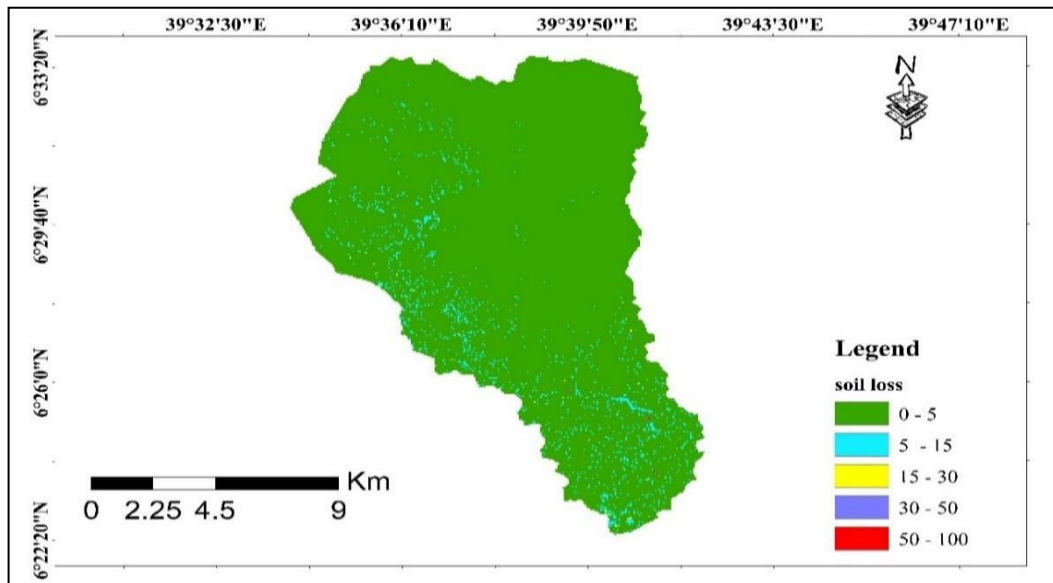 39°32'30"E 39°36'10"E 39°39'50"E 39°43'30"E 39°47'10"E
6°33'20"N
6°29'40"N
6°26'0"N
6°22'20"N
N
Legend
soil loss
0 - 5
5 - 15
15 - 30
30 - 50
50 - 100
Km
0 2.25 4.5 9